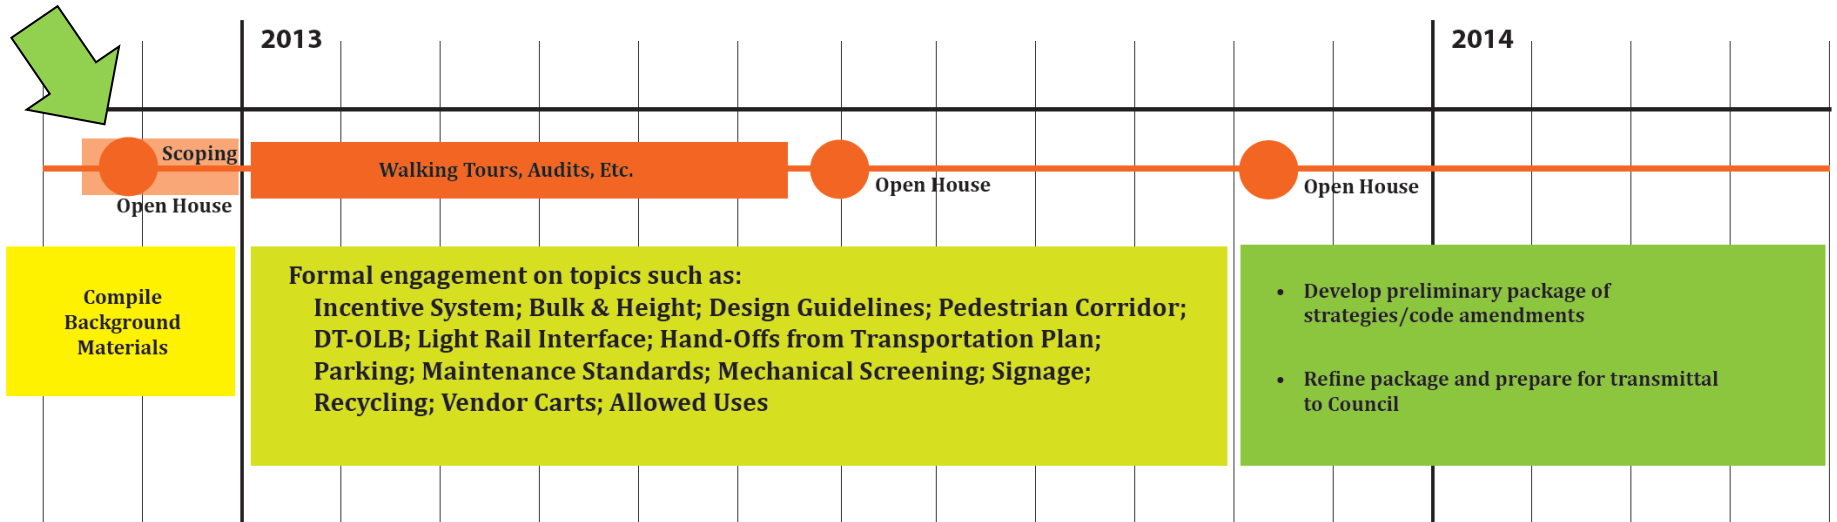 2013
2014
Scoping
Open House
Walking Tours, Audits, Etc.
Open House
Open House
Compile
Background
Materials
Formal engagement on topics such as:
Incentive System; Bulk & Height; Design Guidelines; Pedestrian Corridor;
DT-OLB; Light Rail Interface; Hand-Offs from Transportation Plan;
Parking; Maintenance Standards; Mechanical Screening; Signage;
Recycling; Vendor Carts; Allowed Uses
• Develop preliminary package of
strategies/code amendments
• Refine package and prepare for transmittal
to Council